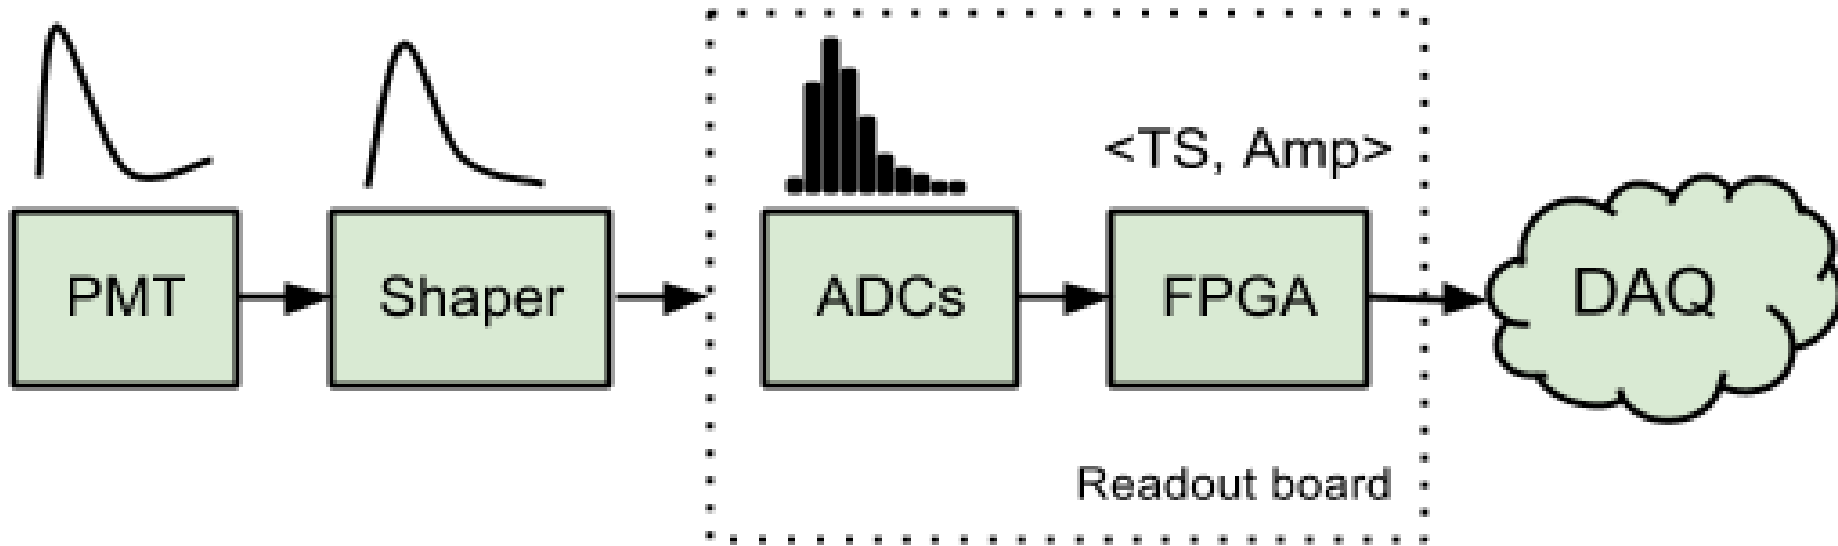 <TS, Amp>
PMT
Shaper
ADCs
FPGA
DAQ
Readout board